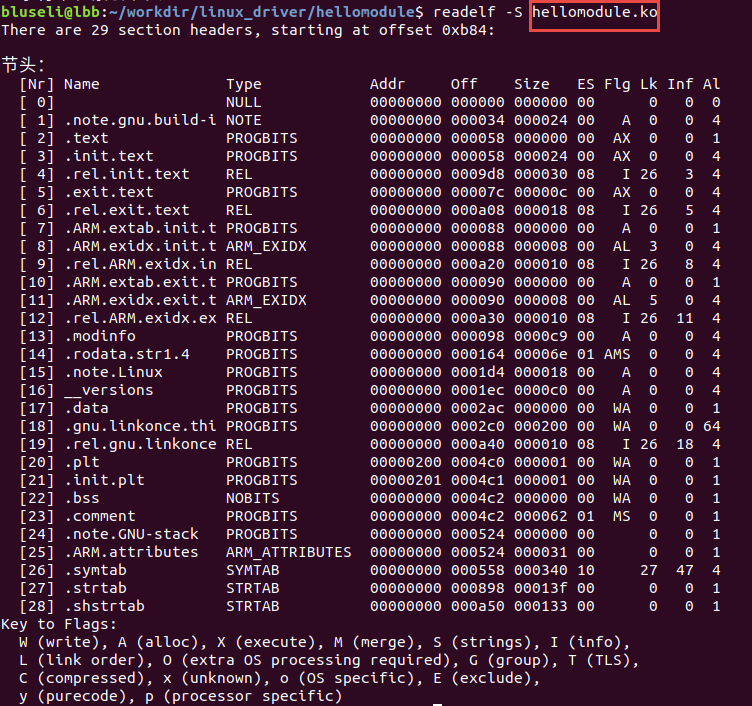 bluseli@lbb:~/workdir/linux_driver/hellomodule$ readelf -S hellomodule.ko
There are 29 section headers, starting at offset 0xb84:
节头：
[Nr] Name Type Addr Off Size ES Flg Lk Inf Al
[ 0] NULL 00000000 000000 000000 00 0 0 0
[ 1] .note.gnu.build-i NOTE 00000000 000034 000024 00 A 0 0 4
[ 2] .text PROGBITS 00000000 000058 000000 00 AX 0 0 1
[ 3] .init.text PROGBITS 00000000 000058 000024 00 AX 0 0 4
[ 4] .rel.init.text REL 00000000 0009d8 000030 08 I 26 3 4
[ 5] .exit.text PROGBITS 00000000 00007c 00000c 00 AX 0 0 4
[ 6] .rel.exit.text REL 00000000 000a08 000018 08 I 26 5 4
[ 7] .ARM.extab.init.t PROGBITS 00000000 000088 000000 00 A 0 0 1
[ 8] .ARM.exidx.init.t ARM_EXIDX 00000000 000088 000008 00 AL 3 0 4
[ 9] .rel.ARM.exidx.in REL 00000000 000a20 000010 08 I 26 8 4
[10] .ARM.extab.exit.t PROGBITS 00000000 000090 000000 00 A 0 0 1
[11] .ARM.exidx.exit.t ARM_EXIDX 00000000 000090 000008 00 AL 5 0 4
[12] .rel.ARM.exidx.ex REL 00000000 000a30 000010 08 I 26 11 4
[13] .modinfo PROGBITS 00000000 000098 0000c9 00 A 0 0 4
[14] .rodata.str1.4 PROGBITS 00000000 000164 00006e 01 AMS 0 0 4
[15] .note.Linux PROGBITS 00000000 0001d4 000018 00 A 0 0 4
[16] __versions PROGBITS 00000000 0001ec 0000c0 00 A 0 0 4
[17] .data PROGBITS 00000000 0002ac 000000 00 WA 0 0 1
[18] .gnu.linkonce.thi PROGBITS 00000000 0002c0 000200 00 WA 0 0 64
[19] .rel.gnu.linkonce REL 00000000 000a40 000010 08 I 26 18 4
[20] .plt PROGBITS 00000200 0004c0 000001 00 WA 0 0 1
[21] .init.plt PROGBITS 00000201 0004c1 000001 00 WA 0 0 1
[22] .bss NOBITS 00000000 0004c2 000000 00 WA 0 0 1
[23] .comment PROGBITS 00000000 0004c2 000062 01 MS 0 0 1
[24] .note.GNU-stack PROGBITS 00000000 000524 000000 00 0 0 1
[25] .ARM.attributes ARM_ATTRIBUTES 00000000 000524 000031 00 0 0 1
[26] .symtab SYMTAB 00000000 000558 000340 10 27 47 4
[27] .strtab STRTAB 00000000 000898 00013f 00 0 0 1
[28] .shstrtab STRTAB 00000000 000a50 000133 00 0 0 1
Key to Flags:
W (write), A (alloc), X (execute), M (merge), S (strings), I (info),
L (link order), O (extra OS processing required), G (group), T (TLS),
C (compressed), x (unknown), o (OS specific), E (exclude),
y (purecode), p (processor specific)